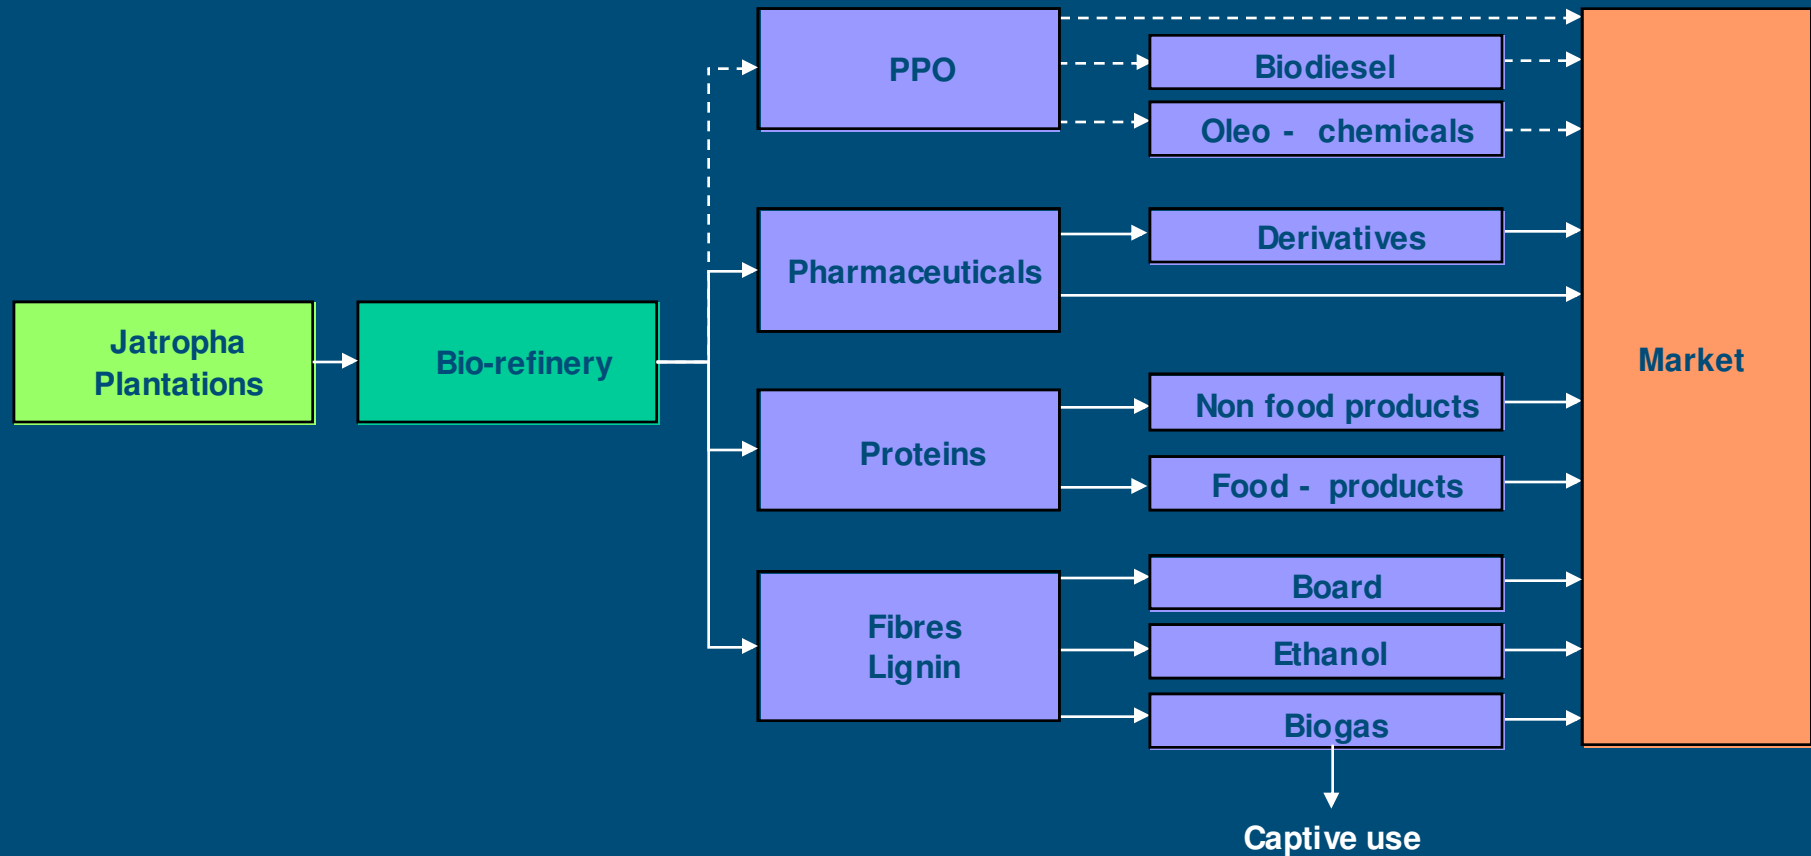 Jatropha
Plantations
Bio-refinery
PPO
Biodiesel
Oleo - chemicals
Pharmaceuticals
Derivatives
Proteins
Non food products
Food - products
Fibres
Lignin
Board
Ethanol
Biogas
Captive use
Market